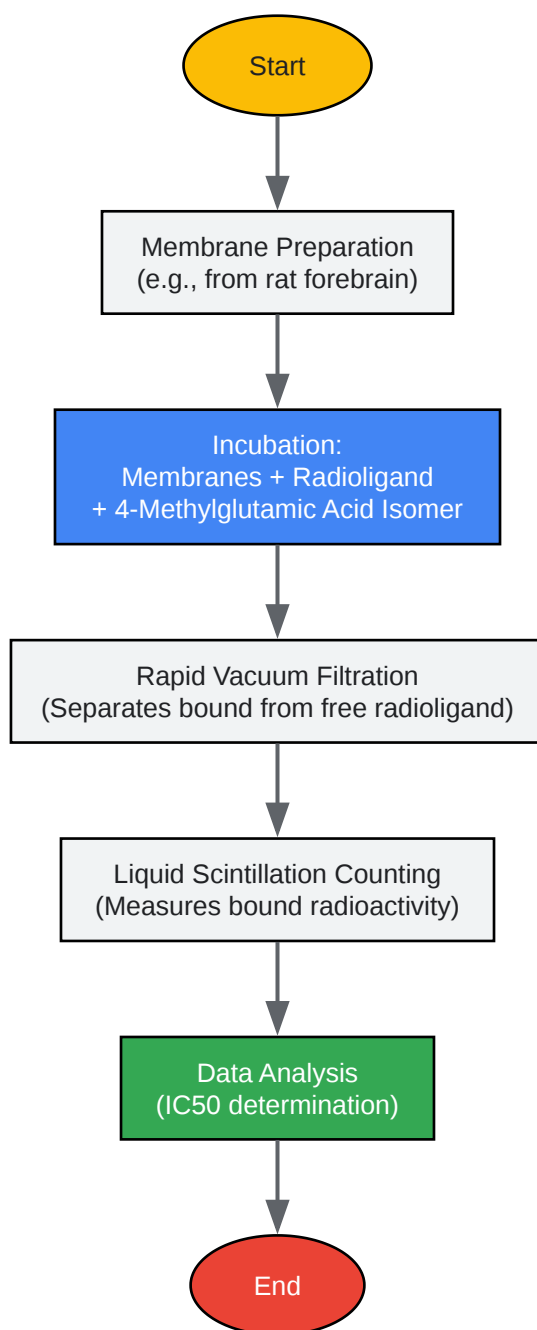 Start
Membrane Preparation
(e.g., from rat forebrain)
Incubation:
Membranes + Radioligand
+ 4-Methylglutamic Acid Isomer
Rapid Vacuum Filtration
(Separates bound from free radioligand)
Liquid Scintillation Counting
(Measures bound radioactivity)
Data Analysis
(IC50 determination)
End